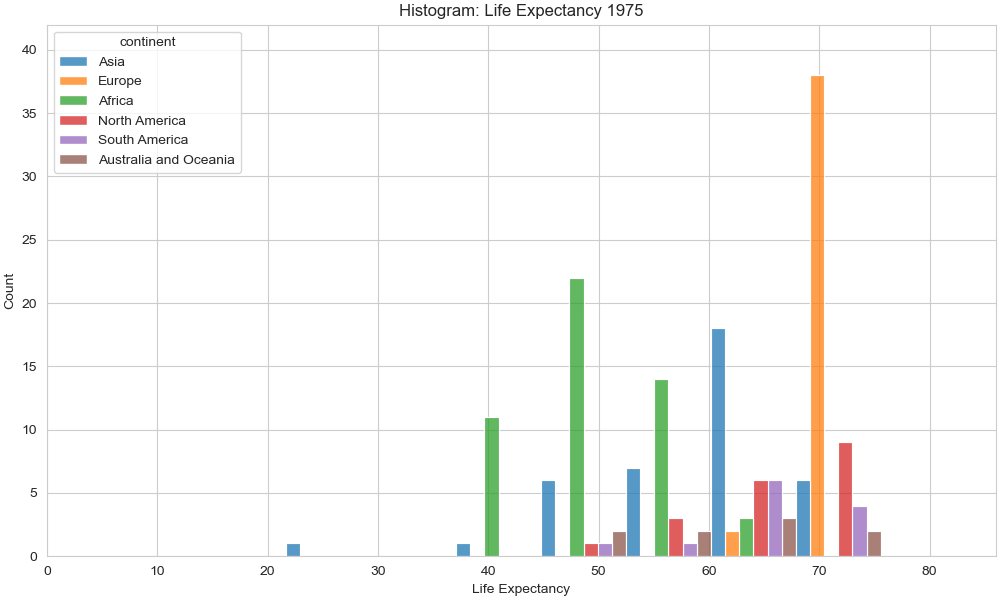 Histogram: Life Expectancy 1975
continent
Asia
Europe
Africa
North America
South America
Australia and Oceania
40
35
30
25
20
15
10
5
0
Count
0 10 20 30 40 50 60 70 80
Life Expectancy